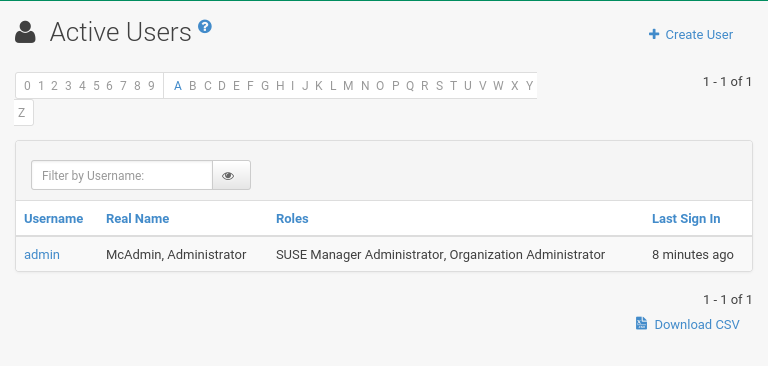 Active Users ?
Create User
0 1 2 3 4 5 6 7 8 9 A B C D E F G H I J K L M N O P Q R S T U V W X Y
1 - 1 of 1
Z
Filter by Username:
Username Real Name Roles Last Sign In
admin McAdmin, Administrator SUSE Manager Administrator, Organization Administrator 8 minutes ago
1 - 1 of 1
Download CSV